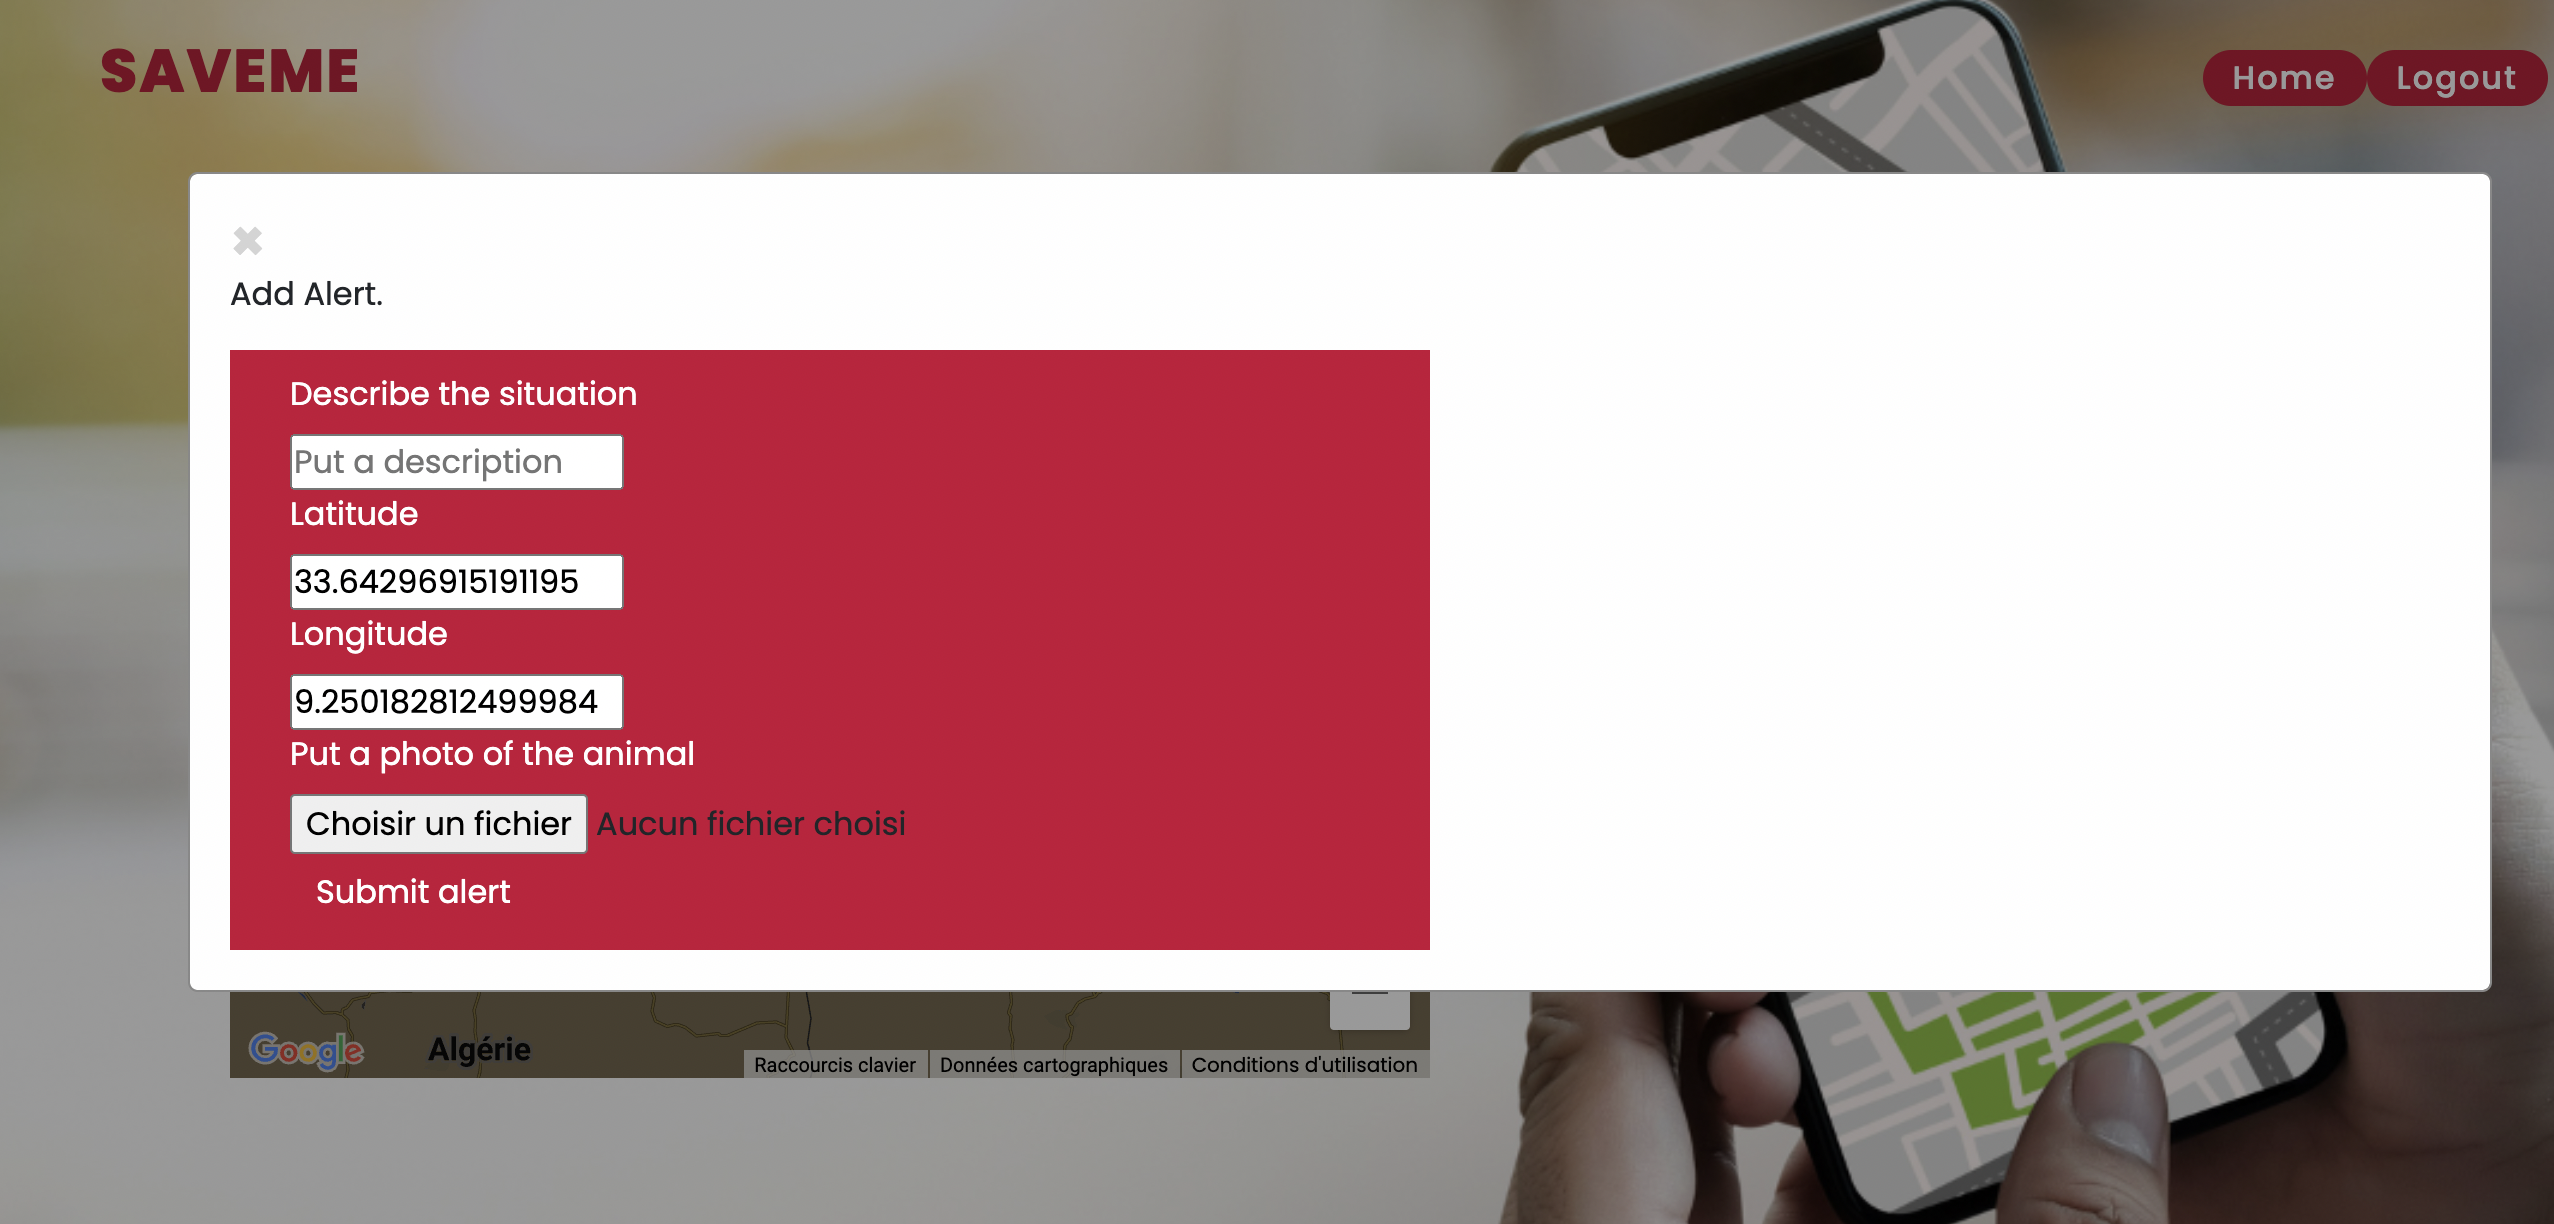 SAVEME
Home
Logout
✖
Add Alert.
Describe the situation
Put a description
Latitude
33.64296915191195
Longitude
9.250182812499984
Put a photo of the animal
Choisir un fichier Aucun fichier choisi
Submit alert
Google
Algérie
Raccourcis clavier
Données cartographiques
Conditions d'utilisation